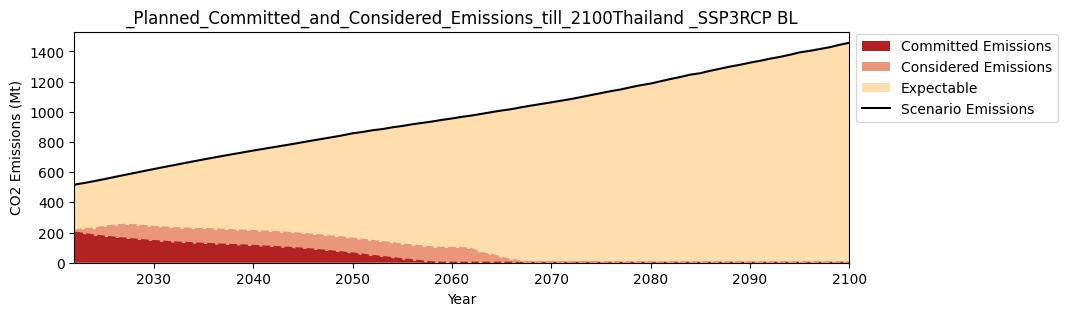 _Planned_Committed_and_Considered_Emissions_till_2100Thailand _SSP3RCP BL
CO2 Emissions (Mt)
1400
1200
1000
800
600
400
200
0
2030 2040 2050 2060 2070 2080 2090 2100
Year
Committed Emissions
Considered Emissions
Expectable
Scenario Emissions